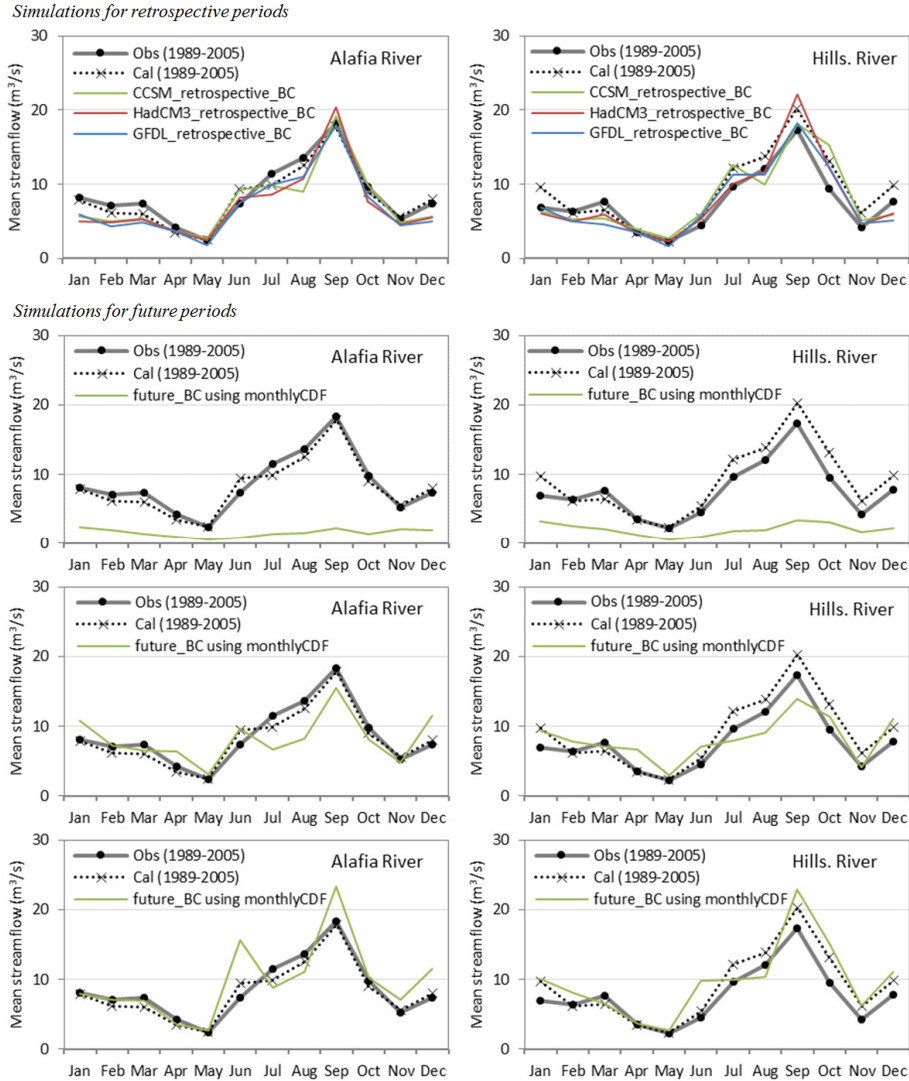 Simulations for retrospective periods
30
20
10
0
Mean streamflow (m³/s)
Obs (1989-2005)
Cal (1989-2005)
CCSM_retrospective_BC
HadCM3_retrospective_BC
GFDL_retrospective_BC
Alafia River
Jan Feb Mar Apr May Jun Jul Aug Sep Oct Nov Dec
30
20
10
0
Mean streamflow (m³/s)
Obs (1989-2005)
Cal (1989-2005)
CCSM_retrospective_BC
HadCM3_retrospective_BC
GFDL_retrospective_BC
Hills. River
Jan Feb Mar Apr May Jun Jul Aug Sep Oct Nov Dec
Simulations for future periods
30
20
10
0
Mean streamflow (m³/s)
Obs (1989-2005)
Cal (1989-2005)
future_BC using monthlyCDF
Alafia River
Jan Feb Mar Apr May Jun Jul Aug Sep Oct Nov Dec
30
20
10
0
Mean streamflow (m³/s)
Obs (1989-2005)
Cal (1989-2005)
future_BC using monthlyCDF
Hills. River
Jan Feb Mar Apr May Jun Jul Aug Sep Oct Nov Dec
30
20
10
0
Mean streamflow (m³/s)
Obs (1989-2005)
Cal (1989-2005)
future_BC using monthlyCDF
Alafia River
Jan Feb Mar Apr May Jun Jul Aug Sep Oct Nov Dec
30
20
10
0
Mean streamflow (m³/s)
Obs (1989-2005)
Cal (1989-2005)
future_BC using monthlyCDF
Hills. River
Jan Feb Mar Apr May Jun Jul Aug Sep Oct Nov Dec
30
20
10
0
Mean streamflow (m³/s)
Obs (1989-2005)
Cal (1989-2005)
future_BC using monthlyCDF
Alafia River
Jan Feb Mar Apr May Jun Jul Aug Sep Oct Nov Dec
30
20
10
0
Mean streamflow (m³/s)
Obs (1989-2005)
Cal (1989-2005)
future_BC using monthlyCDF
Hills. River
Jan Feb Mar Apr May Jun Jul Aug Sep Oct Nov Dec